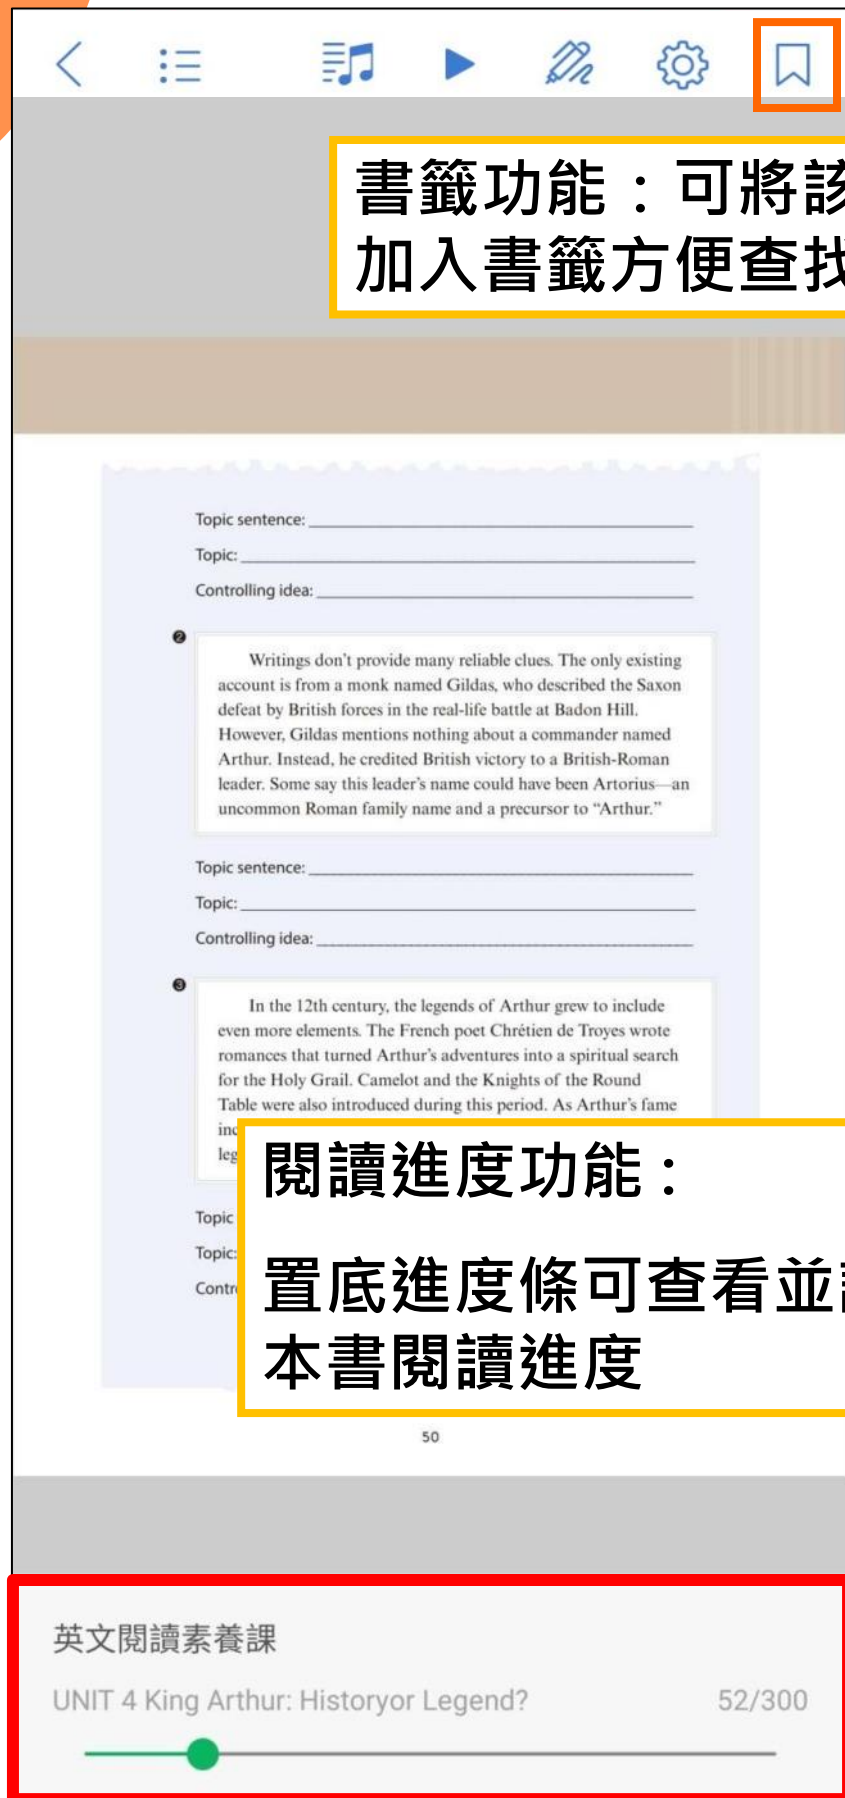 書籤功能：可將該
加入書籤方便查找
Topic sentence:
Topic:
Controlling idea:
❷
Writings don't provide many reliable clues. The only existing
account is from a monk named Gildas, who described the Saxon
defeat by British forces in the real-life battle at Badon Hill.
However, Gildas mentions nothing about a commander named
Arthur. Instead, he credited British victory to a British-Roman
leader. Some say this leader's name could have been Artorius—an
uncommon Roman family name and a precursor to “Arthur.”
Topic sentence:
Topic:
Controlling idea:
❸
In the 12th century, the legends of Arthur grew to include
even more elements. The French poet Chrétien de Troyes wrote
romances that turned Arthur's adventures into a spiritual search
for the Holy Grail. Camelot and the Knights of the Round
Table were also introduced during this period. As Arthur's fame
閱讀進度功能：
Topic
Topic:
置底進度條可查看並
本書閱讀進度
50
英文閱讀素養課
UNIT 4 King Arthur: Historyor Legend?
52/300